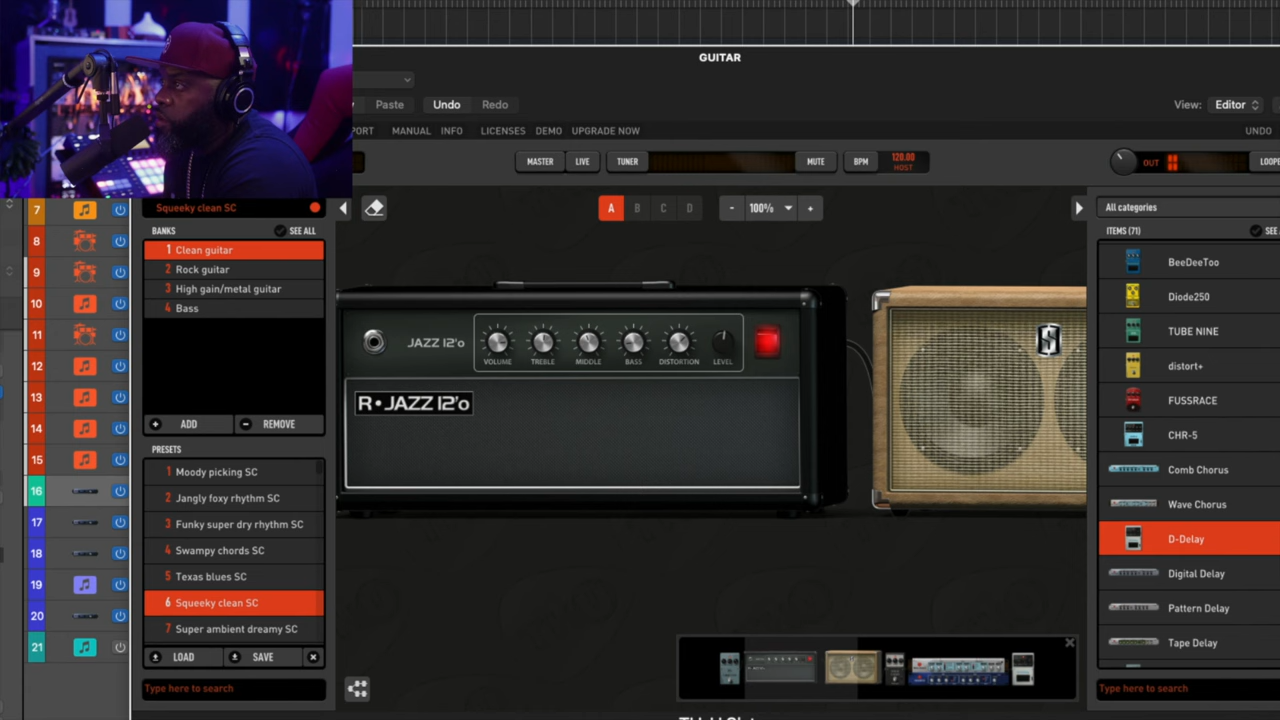 GUITAR
Paste Undo Redo
View: Editor
MANUAL INFO LICENSES DEMO UPGRADE NOW
UNDO
MASTER LIVE TUNER MUTE BPM 120.00
HOST
OUT
Squeeky clean SC
A B C D - 100% +
All categories
BANKS SEE ALL
ITEMS (71)
1 Clean guitar
2 Rock guitar
3 High gain/metal guitar
4 Bass
ADD REMOVE
PRESETS
1 Moody picking SC
2 Jangly foxy rhythm SC
3 Funky super dry rhythm SC
4 Swampy chords SC
5 Texas blues SC
6 Squeeky clean SC
7 Super ambient dreamy SC
LOAD SAVE
Type here to search
7
8
9
10
11
12
13
14
15
16
17
18
19
20
21
JAZZ 12'o
VOLUME TREBLE MIDDLE BASS DISTORTION LEVEL
R•JAZZ 12'o
BeeDeeToo
Diode250
TUBE NINE
distort+
FUSSRACE
CHR-5
Comb Chorus
Wave Chorus
D-Delay
Digital Delay
Pattern Delay
Tape Delay
Type here to search